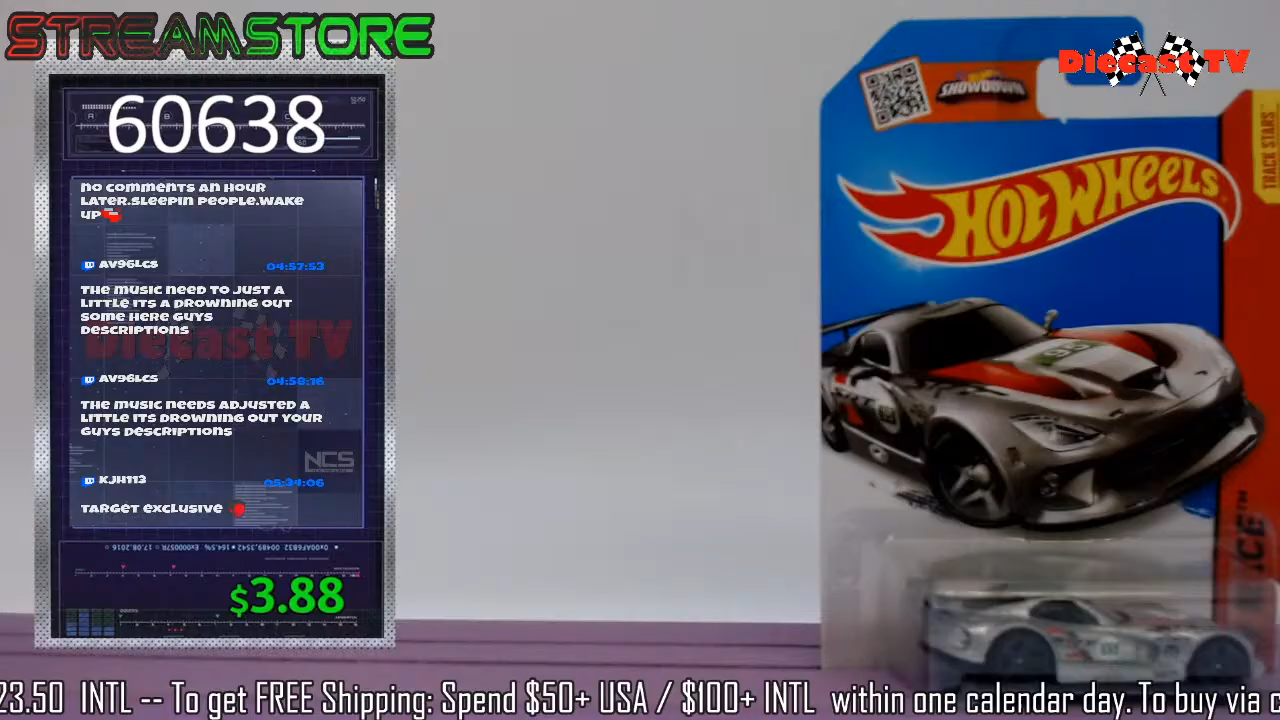 STREAMSTORE
60638
NO COMMENTS AN HOUR
LATER.SLEEPIN PEOPLE.WAKE
UP
AV96LCS 04:57:53
THE MUSIC NEED TO JUST A
LITTLE ITS A DROWNING OUT
SOME HERE GUYS
DESCRIPTIONS
Diecast TV
AV96LCS 04:58:16
THE MUSIC NEEDS ADJUSTED A
LITTLE ITS DROWNING OUT YOUR
GUYS DESCRIPTIONS
NCS
KJH113 05:34:06
TARGET EXCLUSIVE
$3.88
SHOWDOWN
Diecast TV
HOT WHEELS
23.50 INTL -- To get FREE Shipping: Spend $50+ USA / $100+ INTL within one calendar day. To buy via c